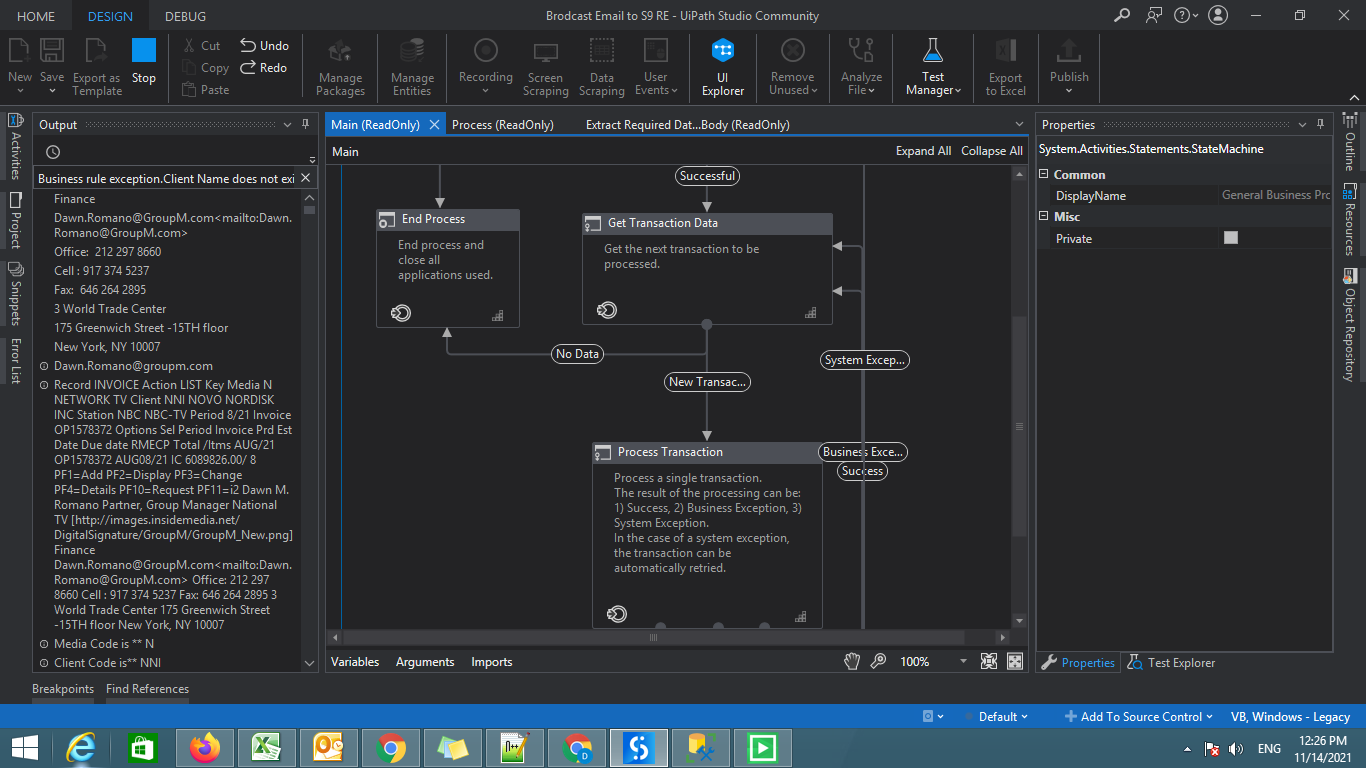 HOME DESIGN DEBUG
Brodcast Email to S9 RE - UiPath Studio Community
New
Save
Export as
Template
Stop
Cut
Copy
Paste
Undo
Redo
Manage
Packages
Manage
Entities
Recording
Screen
Scraping
Data
Scraping
User
Events
UI
Explorer
Remove
Unused
Analyze
File
Test
Manager
Export
to Excel
Publish
Activities
Project
Snippets
Error List
Output
Business rule exception.Client Name does not exi
Finance
Dawn.Romano@GroupM.com<mailto:Dawn.
Romano@GroupM.com>
Office:  212 297 8660
Cell : 917 374 5237
Fax:  646 264 2895
3 World Trade Center
175 Greenwich Street -15TH floor
New York, NY 10007
Dawn.Romano@groupm.com
Record INVOICE Action LIST Key Media N
NETWORK TV Client NNI NOVO NORDISK
INC Station NBC NBC-TV Period 8/21 Invoice
OP1578372 Options Sel Period Invoice Prd Est
Date Due date RMECP Total /Itms AUG/21
OP1578372 AUG08/21 IC 6089826.00/ 8
PF1=Add PF2=Display PF3=Change
PF4=Details PF10=Request PF11=i2 Dawn M.
Romano Partner, Group Manager National
TV [http://images.insidemedia.net/
DigitalSignature/GroupM/GroupM_New.png]
Finance
Dawn.Romano@GroupM.com<mailto:Dawn.
Romano@GroupM.com> Office: 212 297
8660 Cell : 917 374 5237 Fax: 646 264 2895 3
World Trade Center 175 Greenwich Street
-15TH floor New York, NY 10007
Media Code is ** N
Client Code is** NNI
Breakpoints Find References
Main (ReadOnly)
Process (ReadOnly)
Extract Required Dat...Body (ReadOnly)
Main
Expand All Collapse All
Successful
End Process
End process and
close all
applications used.
Get Transaction Data
Get the next transaction to be
processed.
No Data
System Excep...
New Transac...
Process Transaction
Business Exce...
Success
Process a single transaction.
The result of the processing can be:
1) Success, 2) Business Exception, 3)
System Exception.
In the case of a system exception,
the transaction can be
automatically retried.
Variables Arguments Imports
100%
Properties
System.Activities.Statements.StateMachine
Common
DisplayName General Business Pro
Misc
Private
Properties Test Explorer
Outline
Resources
Object Repository
Default
Add To Source Control
VB, Windows - Legacy
ENG
12:26 PM
11/14/2021